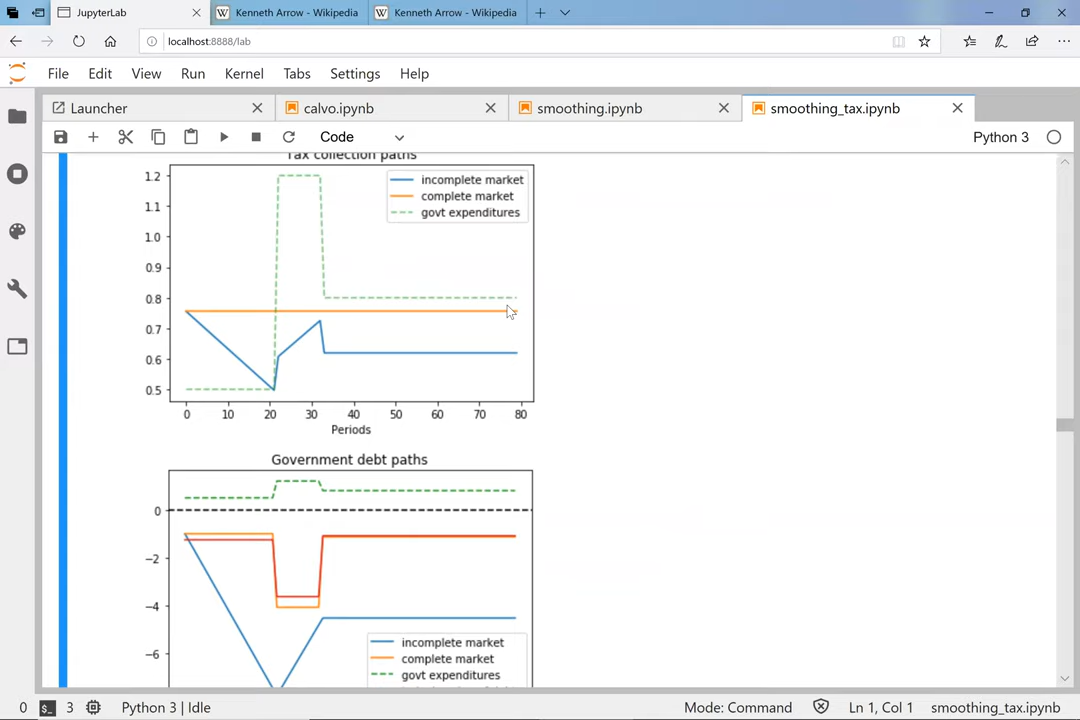 JupyterLab
Kenneth Arrow - Wikipedia
Kenneth Arrow - Wikipedia
localhost:8888/lab
File Edit View Run Kernel Tabs Settings Help
Launcher
calvo.ipynb
smoothing.ipynb
smoothing_tax.ipynb
Code
Python 3
Tax collection paths
1.2
1.1
1.0
0.9
0.8
0.7
0.6
0.5
incomplete market
complete market
govt expenditures
0 10 20 30 40 50 60 70 80
Periods
Government debt paths
0
−2
−4
−6
incomplete market
complete market
govt expenditures
0 $_ 3 Python 3 | Idle Mode: Command Ln 1, Col 1 smoothing_tax.ipynb